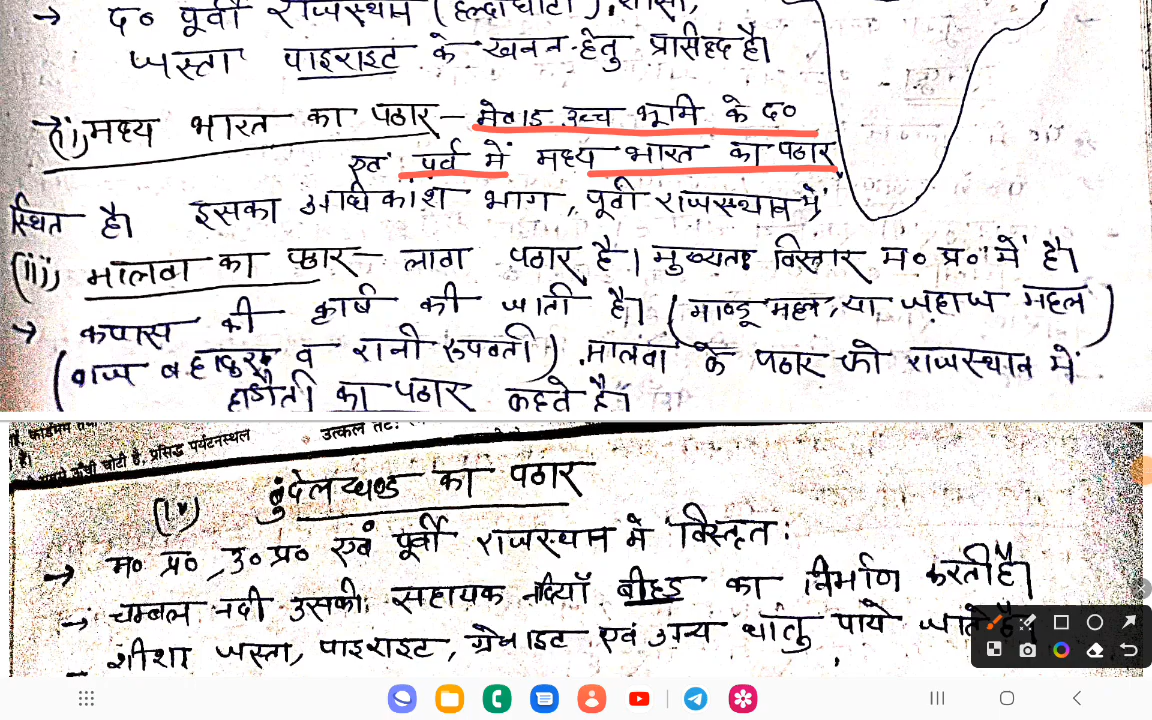 → द० पूर्वी राजस्थान (हल्दीघाटी), शीसा,
जस्ता पाइराइट के खनन हेतु प्रसिद्ध है।
→ (ii) मध्य भारत का पठार – मेवाड़ उच्च भूमि के द०
एवं पूर्व में मध्य भारत का पठार
स्थित है। इसका अधिकांश भाग, पूर्वी राजस्थान में
(iii) मालवा का पठार – लावा पठार है। मुख्यतः विस्तार म० प्र० में है।
→ कपास की कृषि की जाती है। (माण्डू महल, या जहाज महल)
(बाज बहादुर व रानी रूपवती). मालवा के पठार को राजस्थान में
हाड़ौती का पठार कहते है।
उत्कल तट:
है।
चोटी है, प्रसिद्ध पर्यटनस्थल
(iv) बुंदेलखण्ड का पठार
→ म० प्र०, उ० प्र० एवं पूर्वी राजस्थान में विस्तृत।
→ चम्बल नदी उसकी सहायक नदियाँ बीहड़ का निर्माण करती है।
शीशा जस्ता, पाइराइट, ग्रेनाइट एवं अन्य धातु पाये जाते है।